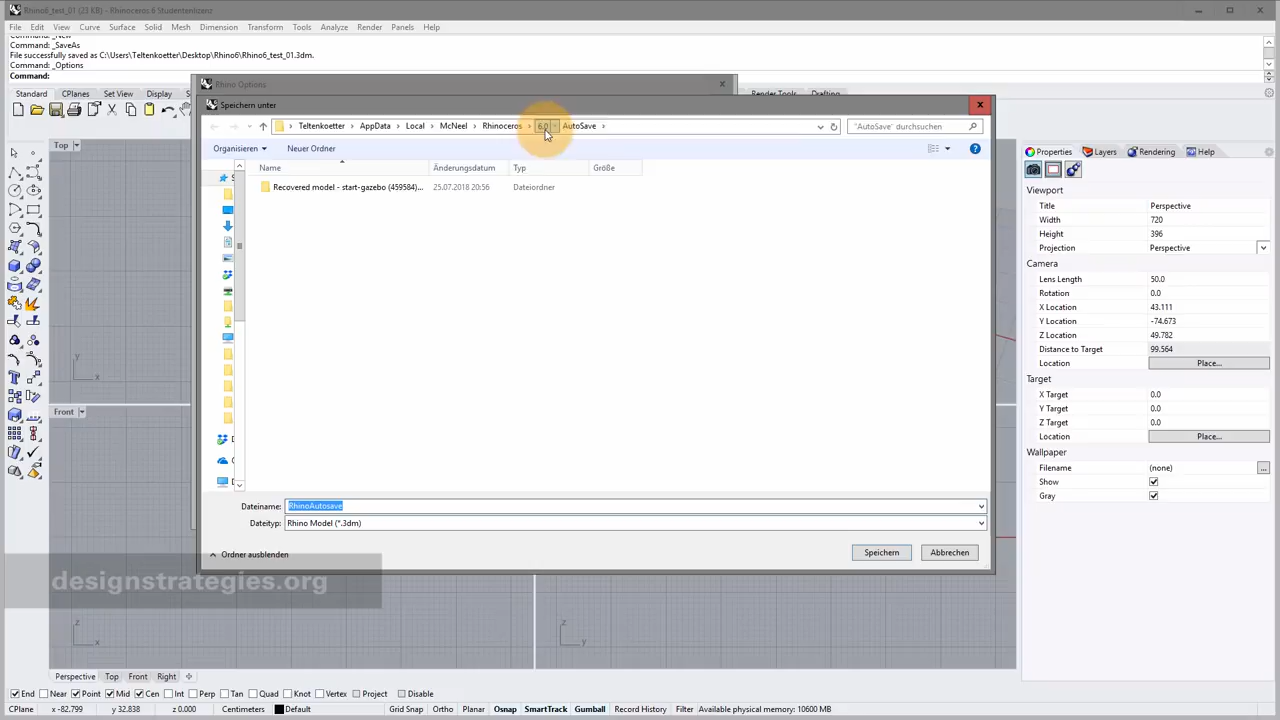 Rhino6_test_01 (23 KB) - Rhinoceros 6 Studentenlizenz
File Edit View Curve Surface Solid Mesh Dimension Transform Tools Analyze Render Panels Help
Command: _New
Command: _SaveAs
File successfully saved as C:\Users\Teltenkoetter\Desktop\Rhino6\Rhino6_test_01.3dm.
Command: _Options
Command:
Rhino Options
Standard CPlanes Set View Display
Render Tools Drafting
Speichern unter
Teltenkoetter AppData Local McNeel Rhinoceros 6.0 AutoSave
"AutoSave" durchsuchen
Organisieren Neuer Ordner
Name Änderungsdatum Typ Größe
Recovered model - start-gazebo (459584)... 25.07.2018 20:56 Dateiordner
Dateiname: RhinoAutosave
Dateityp: Rhino Model (*.3dm)
Ordner ausblenden
Speichern Abbrechen
Top
y
x
Front
z
x
z
y
Properties Layers Rendering Help
Viewport
Title Perspective
Width 720
Height 396
Projection Perspective
Camera
Lens Length 50.0
Rotation 0.0
X Location 43.111
Y Location -74.673
Z Location 49.782
Distance to Target 99.564
Location Place...
Target
X Target 0.0
Y Target 0.0
Z Target 0.0
Location Place...
Wallpaper
Filename (none) ...
Show
Gray
designstrategies.org
Perspective Top Front Right
End Near Point Mid Cen Int Perp Tan Quad Knot Vertex Project Disable
CPlane x -82.799 y 32.838 z 0.000 Centimeters Default Grid Snap Ortho Planar Osnap SmartTrack Gumball Record History Filter Available physical memory: 10600 MB